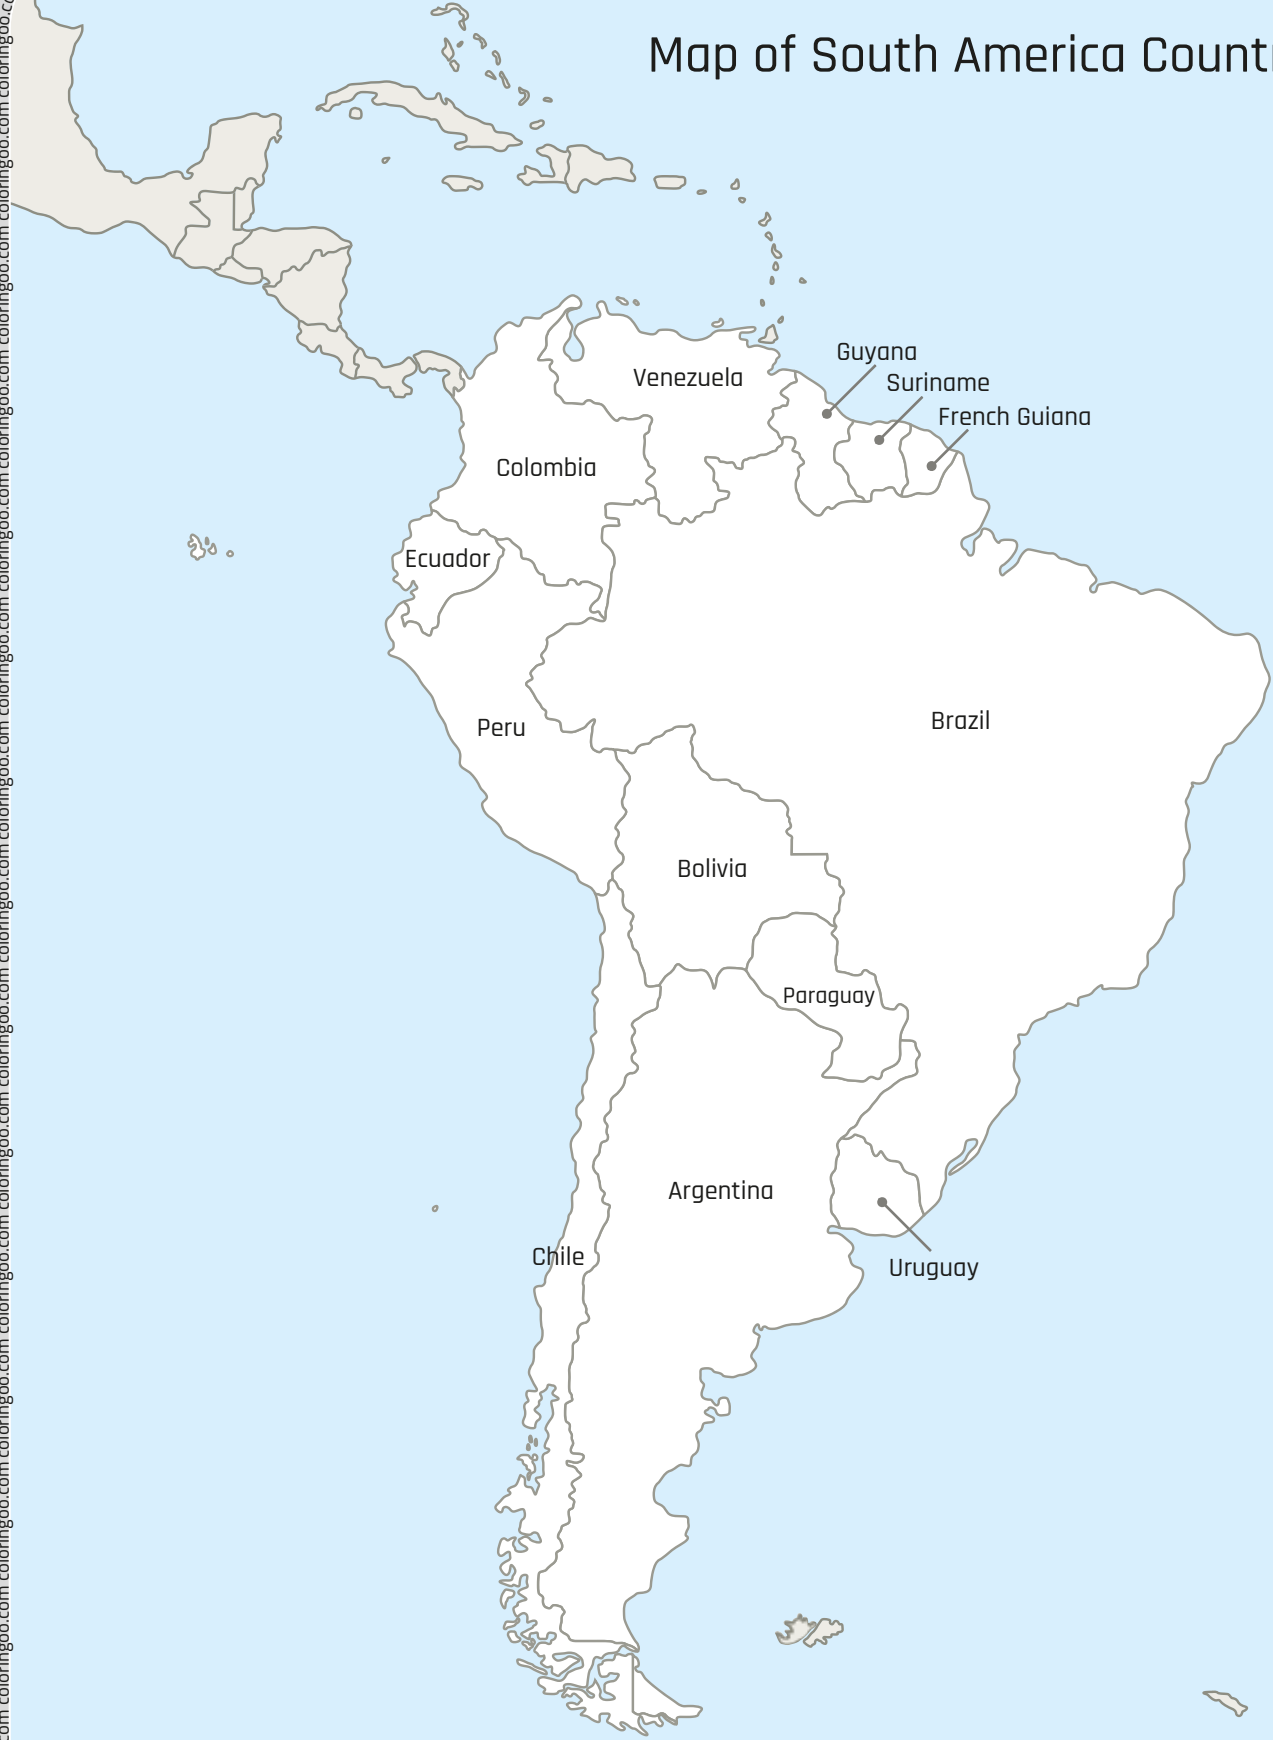 Map of South America Count
Guyana
Suriname
Venezuela
French Guiana
Colombia
Ecuador
Brazil
Peru
Bolivia
Paraguay
Argentina
Chile
Uruguay
coloringoo.com coloringoo.com coloringoo.com coloringoo.com coloringoo.com coloringoo.com coloringoo.com coloringoo.com coloringoo.com coloringoo.com coloringoo.com coloringoo.com coloringoo.com